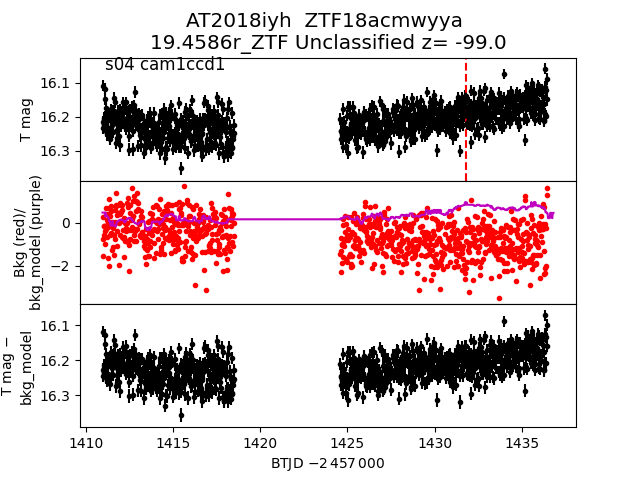 AT2018iyh ZTF18acmwyya
19.4586r_ZTF Unclassified z= -99.0
s04 cam1ccd1
16.1
16.2
16.3
T mag
0
−2
Bkg (red)/
bkg_model (purple)
16.1
16.2
16.3
T mag −
bkg_model
1410 1415 1420 1425 1430 1435
BTJD −2 457 000